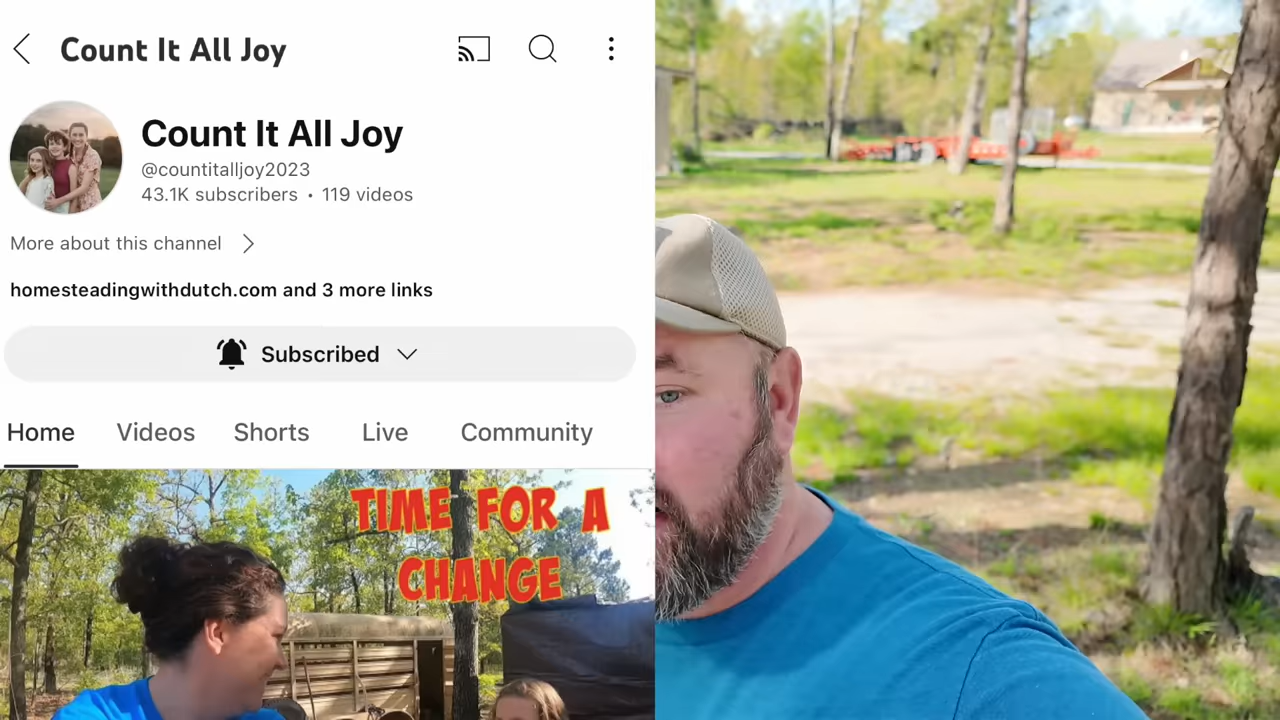 Count It All Joy
Count It All Joy
@countitalljoy2023
43.1K subscribers • 119 videos
More about this channel
homesteadingwithdutch.com and 3 more links
Subscribed
Home Videos Shorts Live Community
TIME FOR A
CHANGE